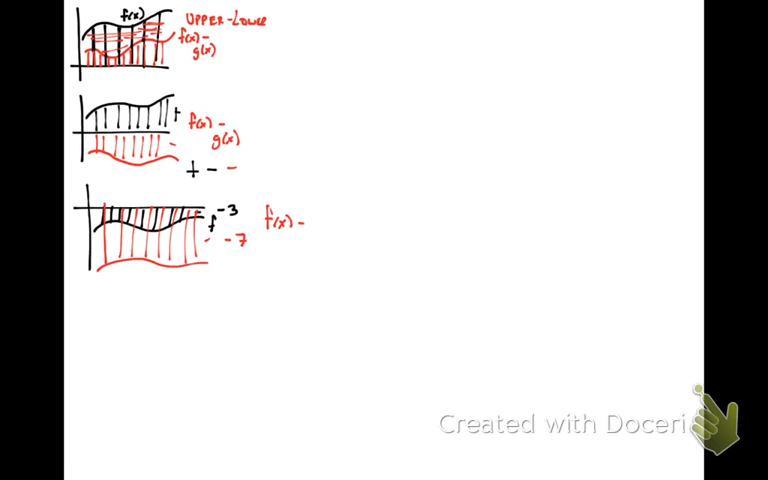 f(x)
UPPER-LOWER
f(x) -
g(x)
+
f(x) -
g(x)
-
+ - -
-3
f
f(x) -
- -7
Created with Doceri